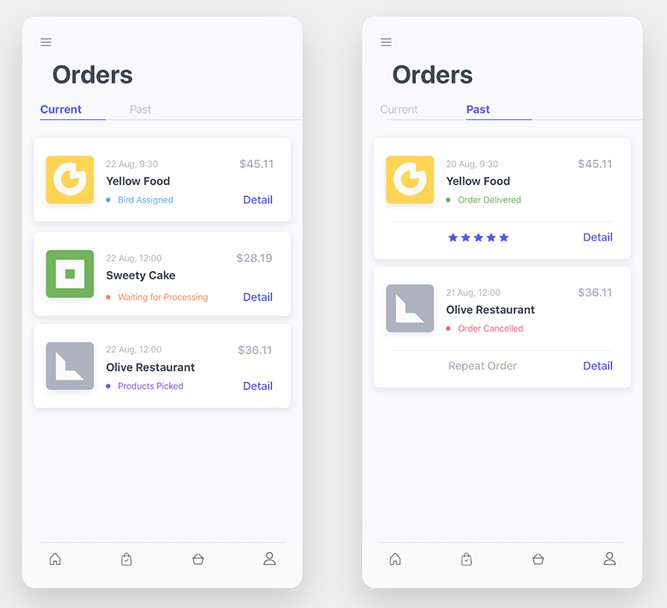 Orders
Current Past
22 Aug, 9:30 $45.11
Yellow Food
Bird Assigned Detail
22 Aug, 12:00 $28.19
Sweety Cake
Waiting for Processing Detail
22 Aug, 12:00 $36.11
Olive Restaurant
Products Picked Detail
Orders
Current Past
20 Aug, 9:30 $45.11
Yellow Food
Order Delivered
Detail
21 Aug, 12:00 $36.11
Olive Restaurant
Order Cancelled
Repeat Order Detail